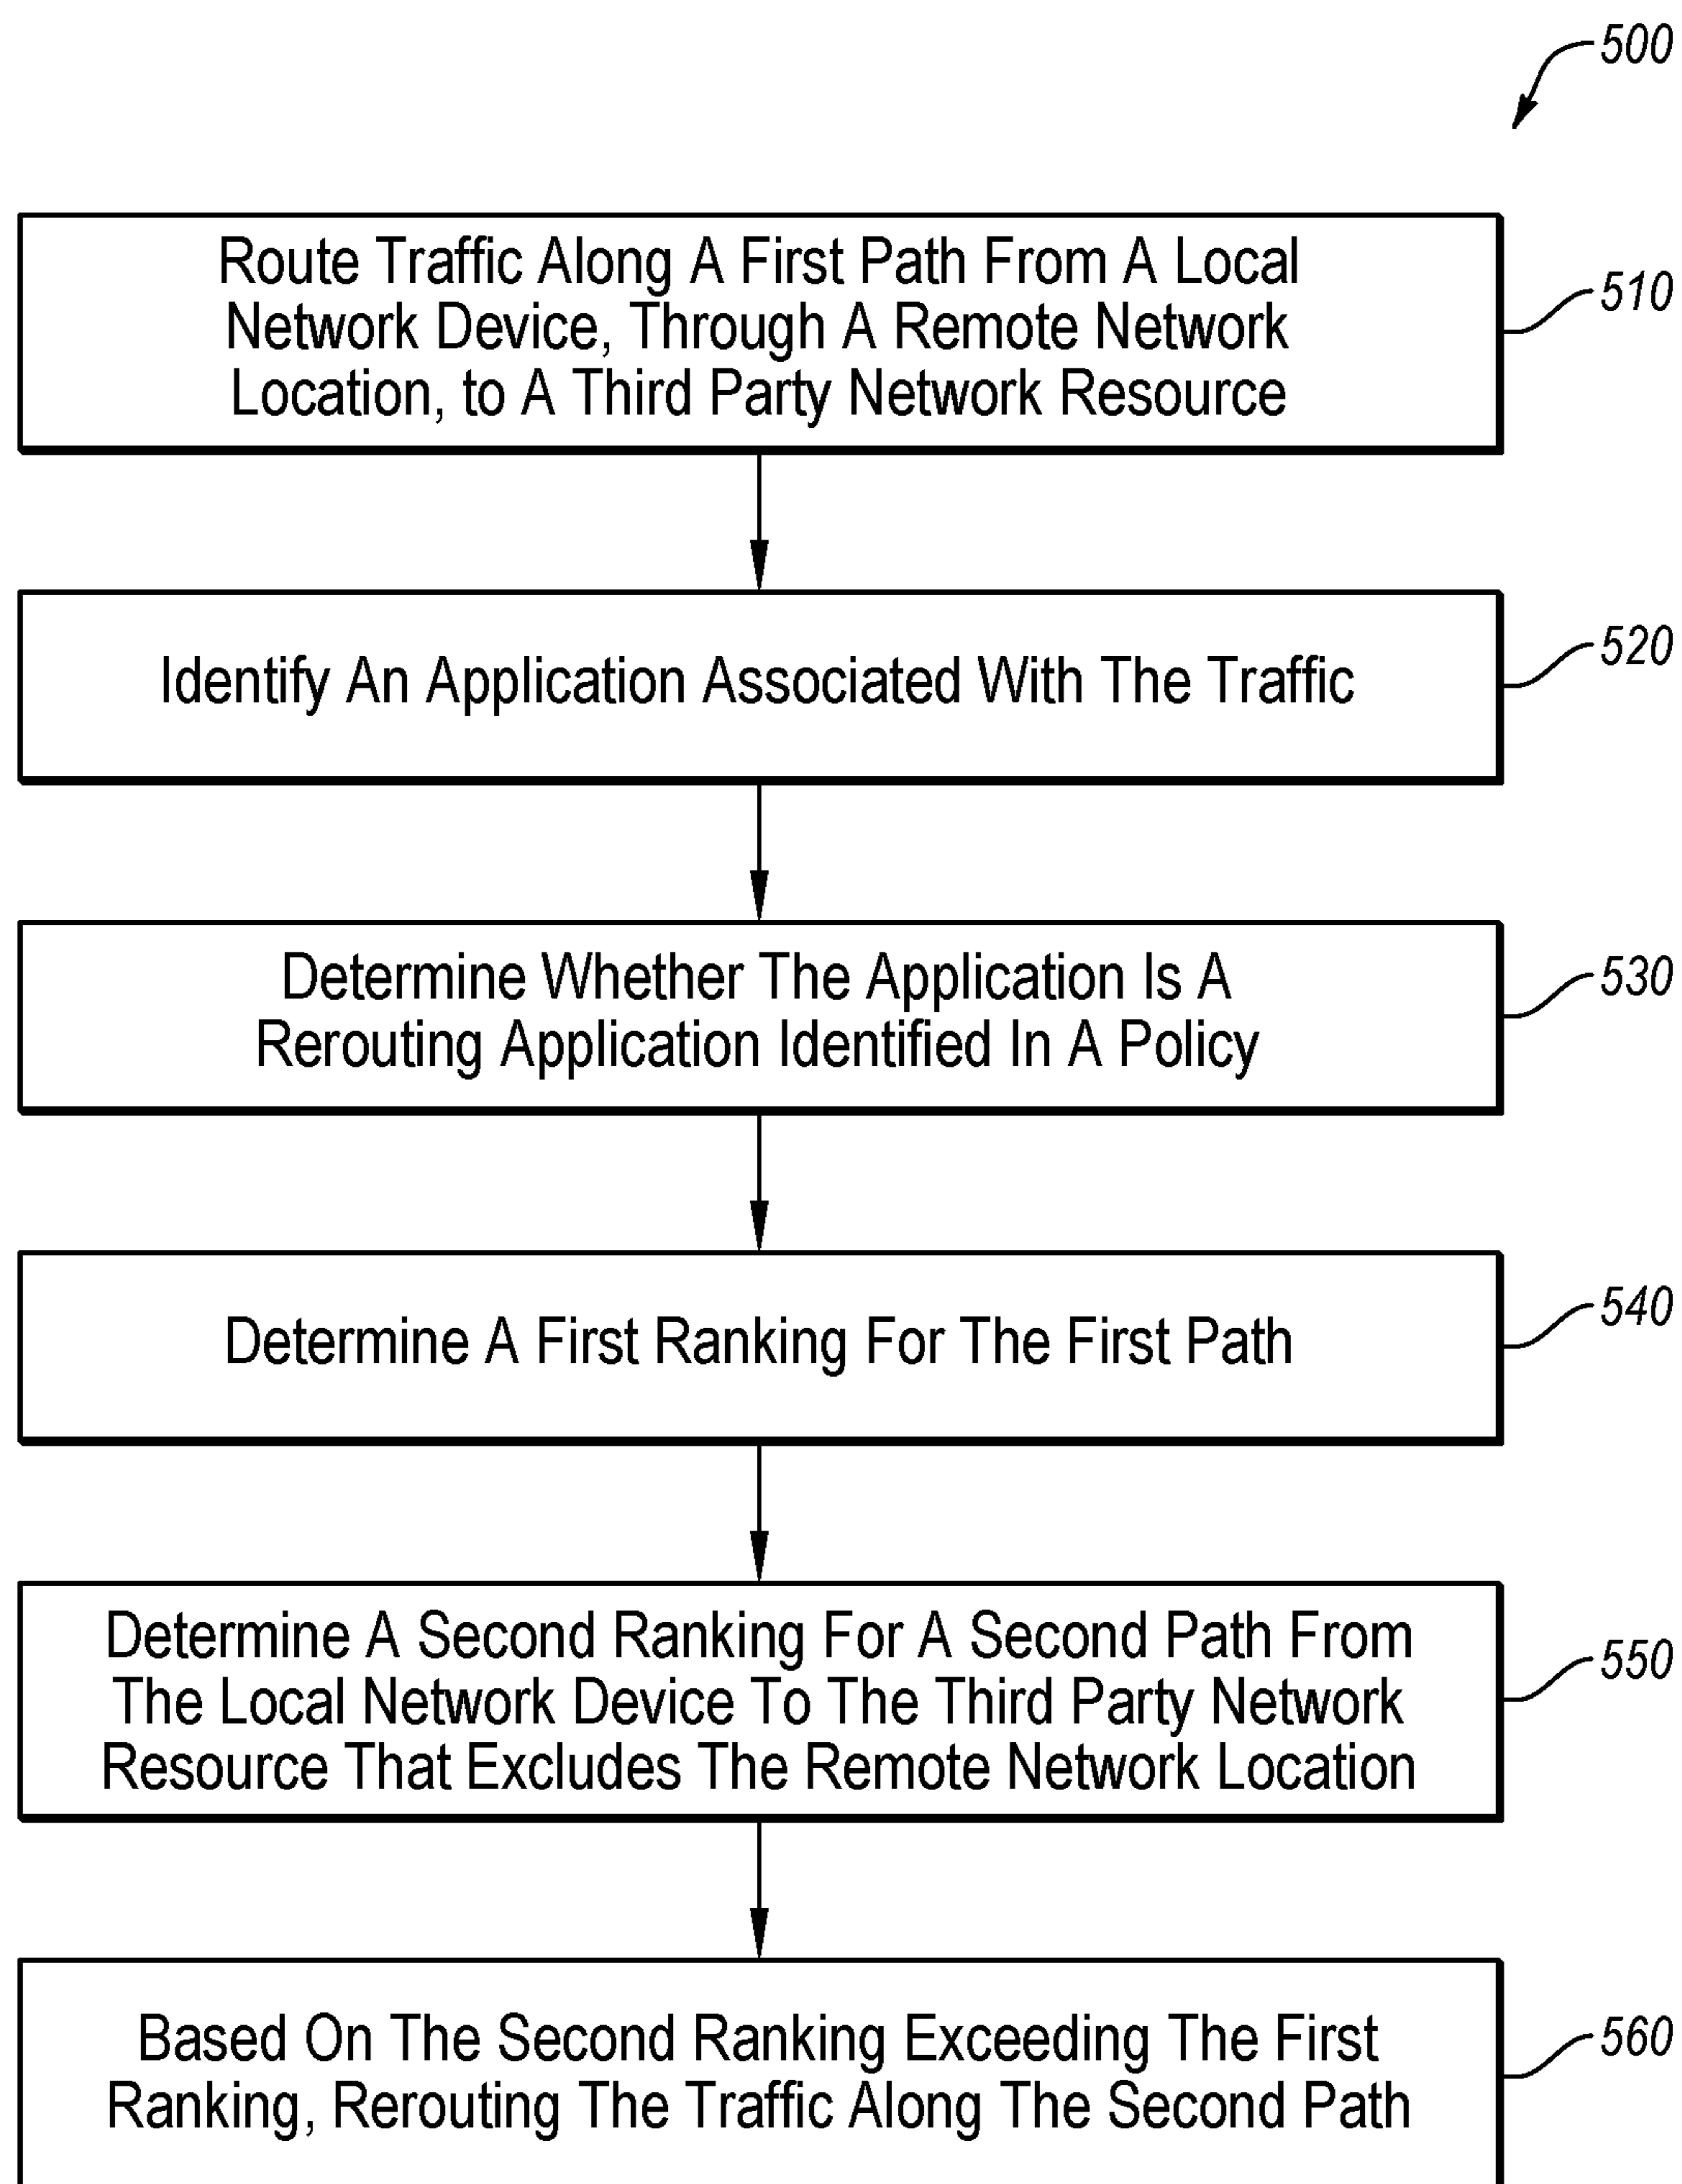 500
Route Traffic Along A First Path From A Local
Network Device, Through A Remote Network
Location, to A Third Party Network Resource
510
Identify An Application Associated With The Traffic
520
Determine Whether The Application Is A
Rerouting Application Identified In A Policy
530
Determine A First Ranking For The First Path
540
Determine A Second Ranking For A Second Path From
The Local Network Device To The Third Party Network
Resource That Excludes The Remote Network Location
550
Based On The Second Ranking Exceeding The First
Ranking, Rerouting The Traffic Along The Second Path
560